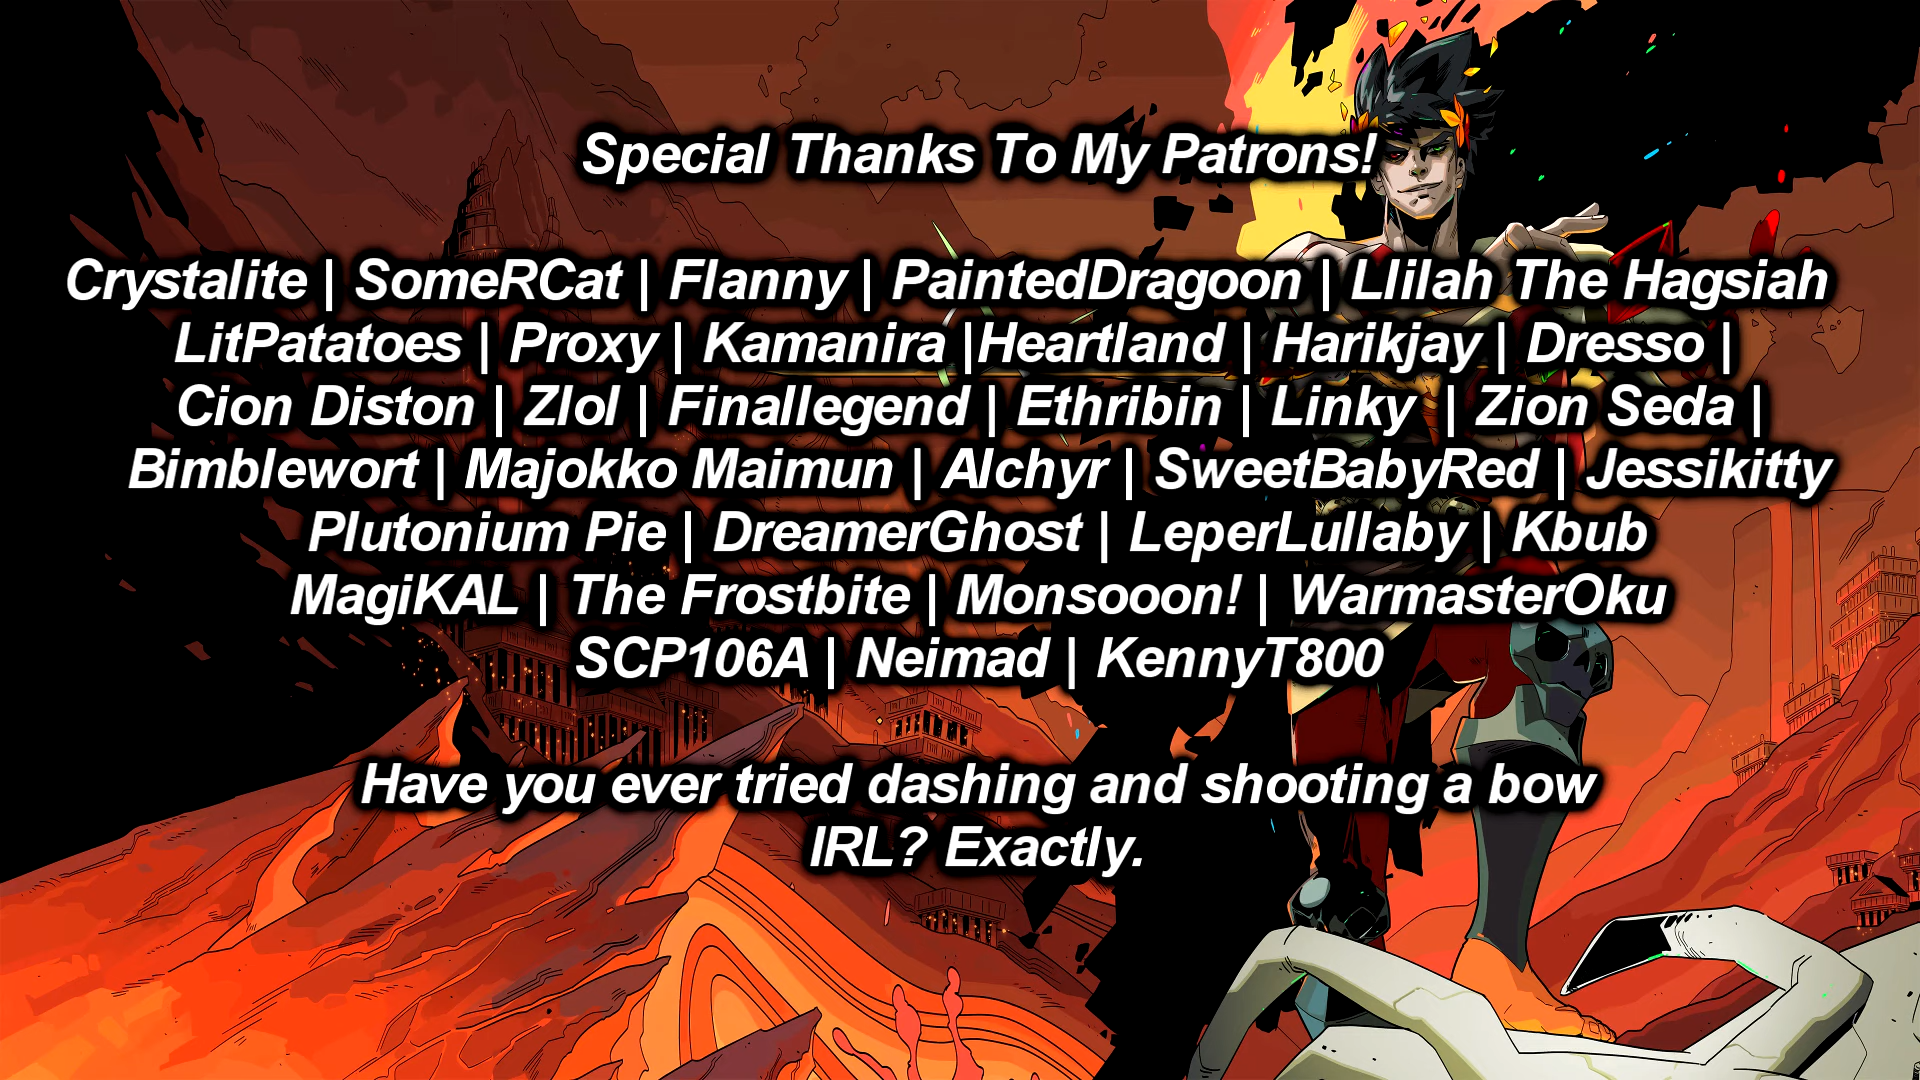 Special Thanks To My Patrons!
Crystalite | SomeRCat | Flanny | PaintedDragoon | Llilah The Hagsiah
LitPatatoes | Proxy | Kamanira |Heartland | Harikjay | Dresso |
Cion Diston | Zlol | Finallegend | Ethribin | Linky | Zion Seda |
Bimblewort | Majokko Maimun | Alchyr | SweetBabyRed | Jessikitty
Plutonium Pie | DreamerGhost | LeperLullaby | Kbub
MagiKAL | The Frostbite | Monsooon! | WarmasterOku
SCP106A | Neimad | KennyT800
Have you ever tried dashing and shooting a bow
IRL? Exactly.